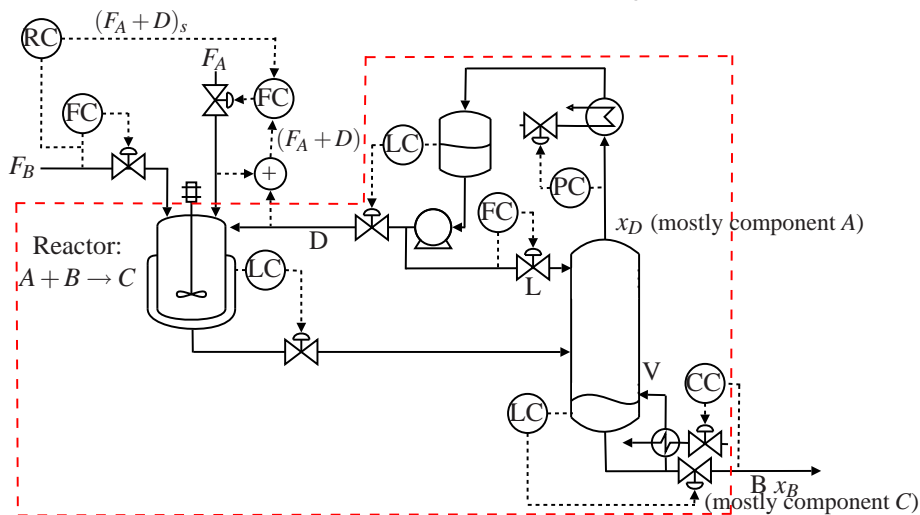 RC
(F_A + D)_s
F_A
FC
FC
(F_A + D)
LC
PC
F_B
+
FC
x_D (mostly component A)
D
Reactor:
A + B → C
LC
L
V
CC
LC
B x_B
(mostly component C)